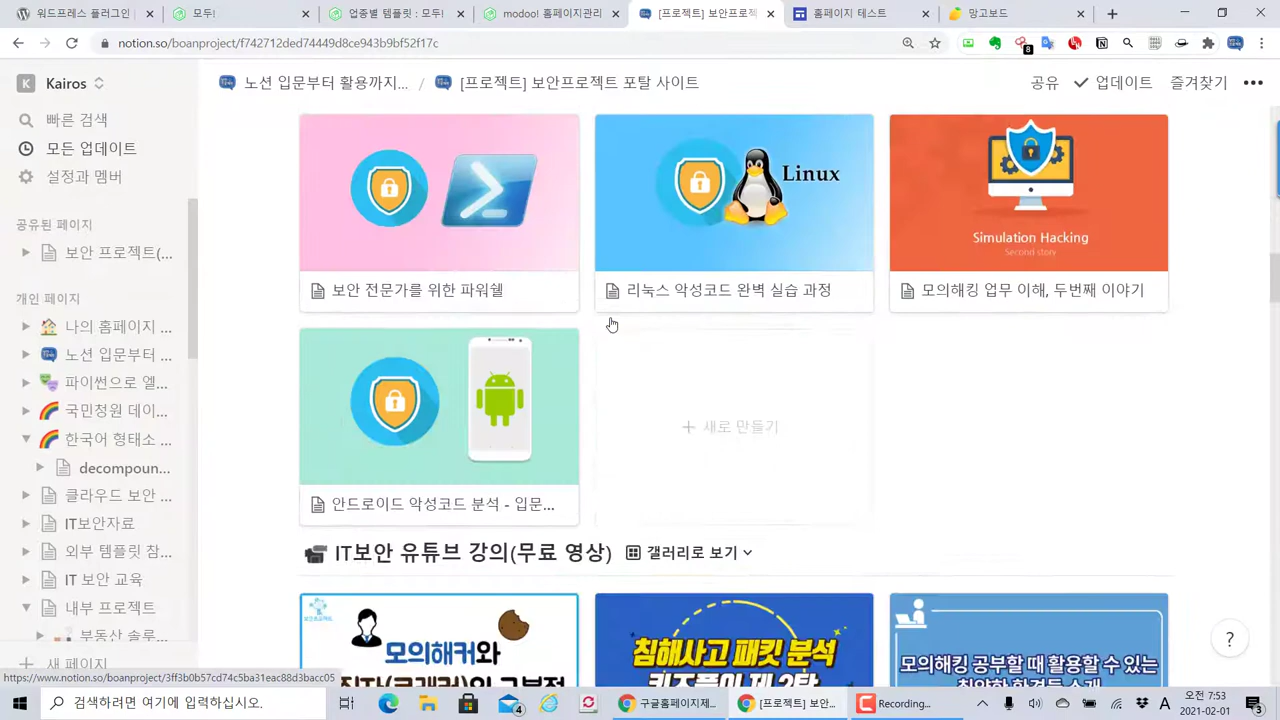 워드프레스 플러그인
모두!
업종별 템플릿 : 모두!
modoo! 홈페이지관리
[프로젝트] 보안프로젝
홈페이지 테스트
망고보드
notion.so/boanproject/f742712de174449d8ca5db9bf52f17c
8
Kairos
노션 입문부터 활용까지... / [프로젝트] 보안프로젝트 포탈 사이트
공유
업데이트
즐겨찾기
빠른 검색
모든 업데이트
설정과 멤버
공유된 페이지
보안 프로젝트(...
개인 페이지
나의 홈페이지 ...
노션 입문부터 ...
파이썬으로 엘...
국민청원 데이...
한국어 형태소 ...
decompoun...
클라우드 보안 ...
IT보안자료
외부 템플릿 참...
IT 보안 교육
내부 프로젝트
부동산 솔루...
새 페이지
Linux
Simulation Hacking
Second story
보안 전문가를 위한 파워쉘
리눅스 악성코드 완벽 실습 과정
모의해킹 업무 이해, 두번째 이야기
+ 새로 만들기
안드로이드 악성코드 분석 - 입문...
IT보안 유튜브 강의(무료 영상)
갤러리로 보기
모의해커와
침해사고 패킷 분석
퀴즈풀이 제 2탄
모의해킹 공부할 때 활용할 수 있는
?
검색하려면 여기에 입력하십시오.
4
구글홈페이지제...
[프로젝트] 보안...
Recording...
A
오전 7:53
2021-02-01
3